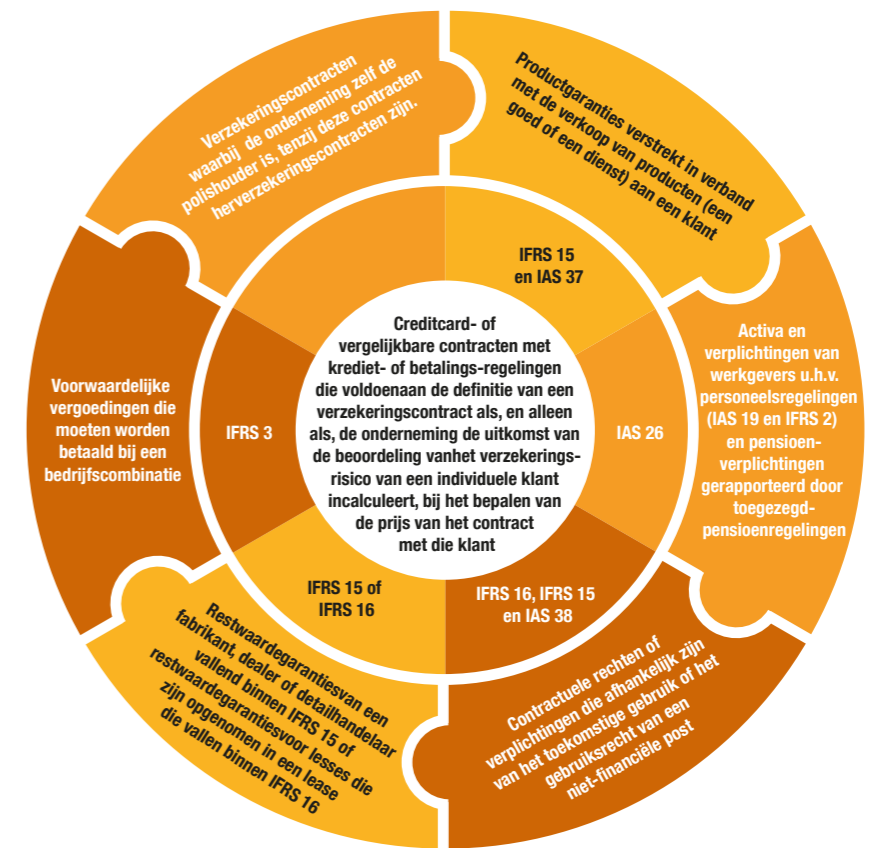 Verzekeringscontracten
waarbij de onderneming zelf de
polishouder is, tenzij deze contracten
herverzekeringscontracten zijn.
Productgaranties verstrekt in verband
met de verkoop van producten (een
goed of een dienst) aan een klant
IFRS 15
en IAS 37
Activa en
verplichtingen van
werkgevers u.h.v.
personeelsregelingen
(IAS 19 en IFRS 2)
en pensioen-
verplichtingen
gerapporteerd door
toegezegd-
pensioenregelingen
IAS 26
Contractuele rechten of
verplichtingen die afhankelijk zijn
van het toekomstige gebruik of het
gebruiksrecht van een
niet-financiële post
IFRS 16, IFRS 15
en IAS 38
Restwaardegarantiesvan een
fabrikant, dealer of detailhandelaar
vallend binnen IFRS 15 of
restwaardegarantiesvoor lesses die
zijn opgenomen in een lease
die vallen binnen IFRS 16
IFRS 15 of
IFRS 16
Voorwaardelijke
vergoedingen die
moeten worden
betaald bij een
bedrijfscombinatie
IFRS 3
Creditcard- of
vergelijkbare contracten met
krediet- of betalings-regelingen
die voldoenaan de definitie van een
verzekeringscontract als, en alleen
als, de onderneming de uitkomst van
de beoordeling vanhet verzekerings-
risico van een individuele klant
incalculeert, bij het bepalen van
de prijs van het contract
met die klant